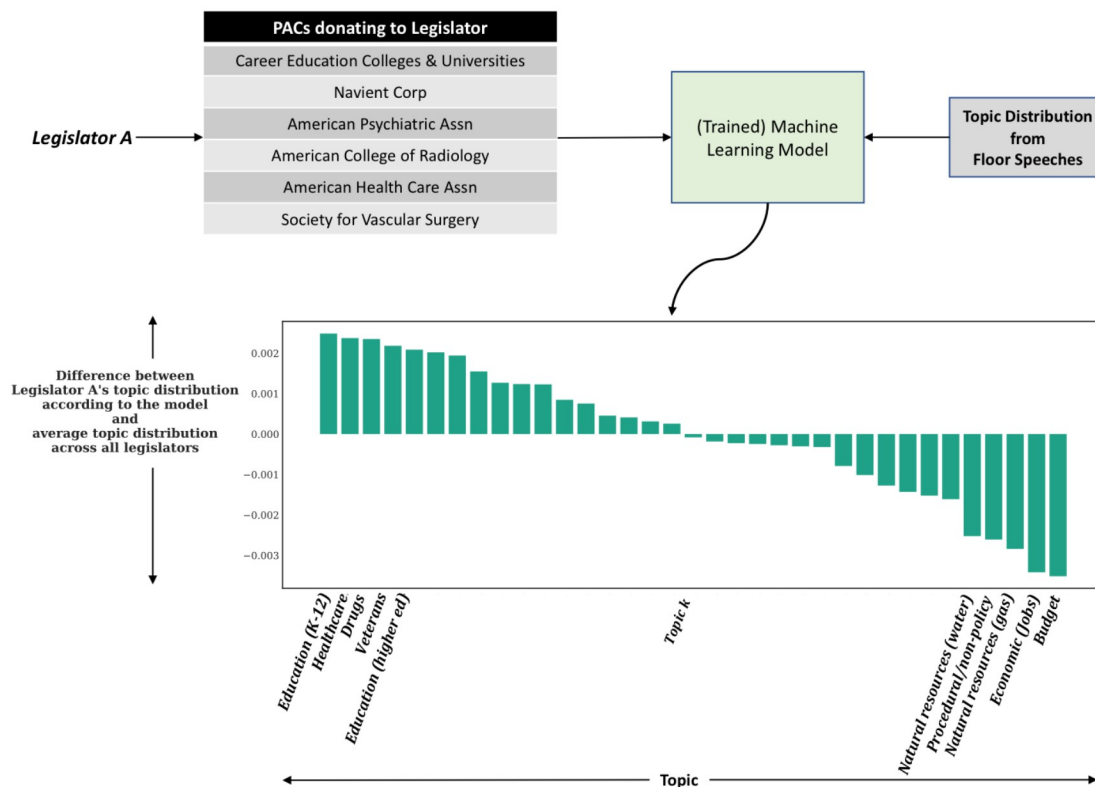 PACs donating to Legislator
Career Education Colleges & Universities
Navient Corp
American Psychiatric Assn
American College of Radiology
American Health Care Assn
Society for Vascular Surgery
Legislator A
(Trained) Machine
Learning Model
Topic Distribution
from
Floor Speeches
Difference between
Legislator A's topic distribution
according to the model
and
average topic distribution
across all legislators
0.002
0.001
0.000
−0.001
−0.002
−0.003
Education (K-12)
Healthcare
Drugs
Veterans
Education (higher ed)
Topic k
Natural resources (water)
Procedural/non-policy
Natural resources (gas)
Economic (Jobs)
Budget
Topic